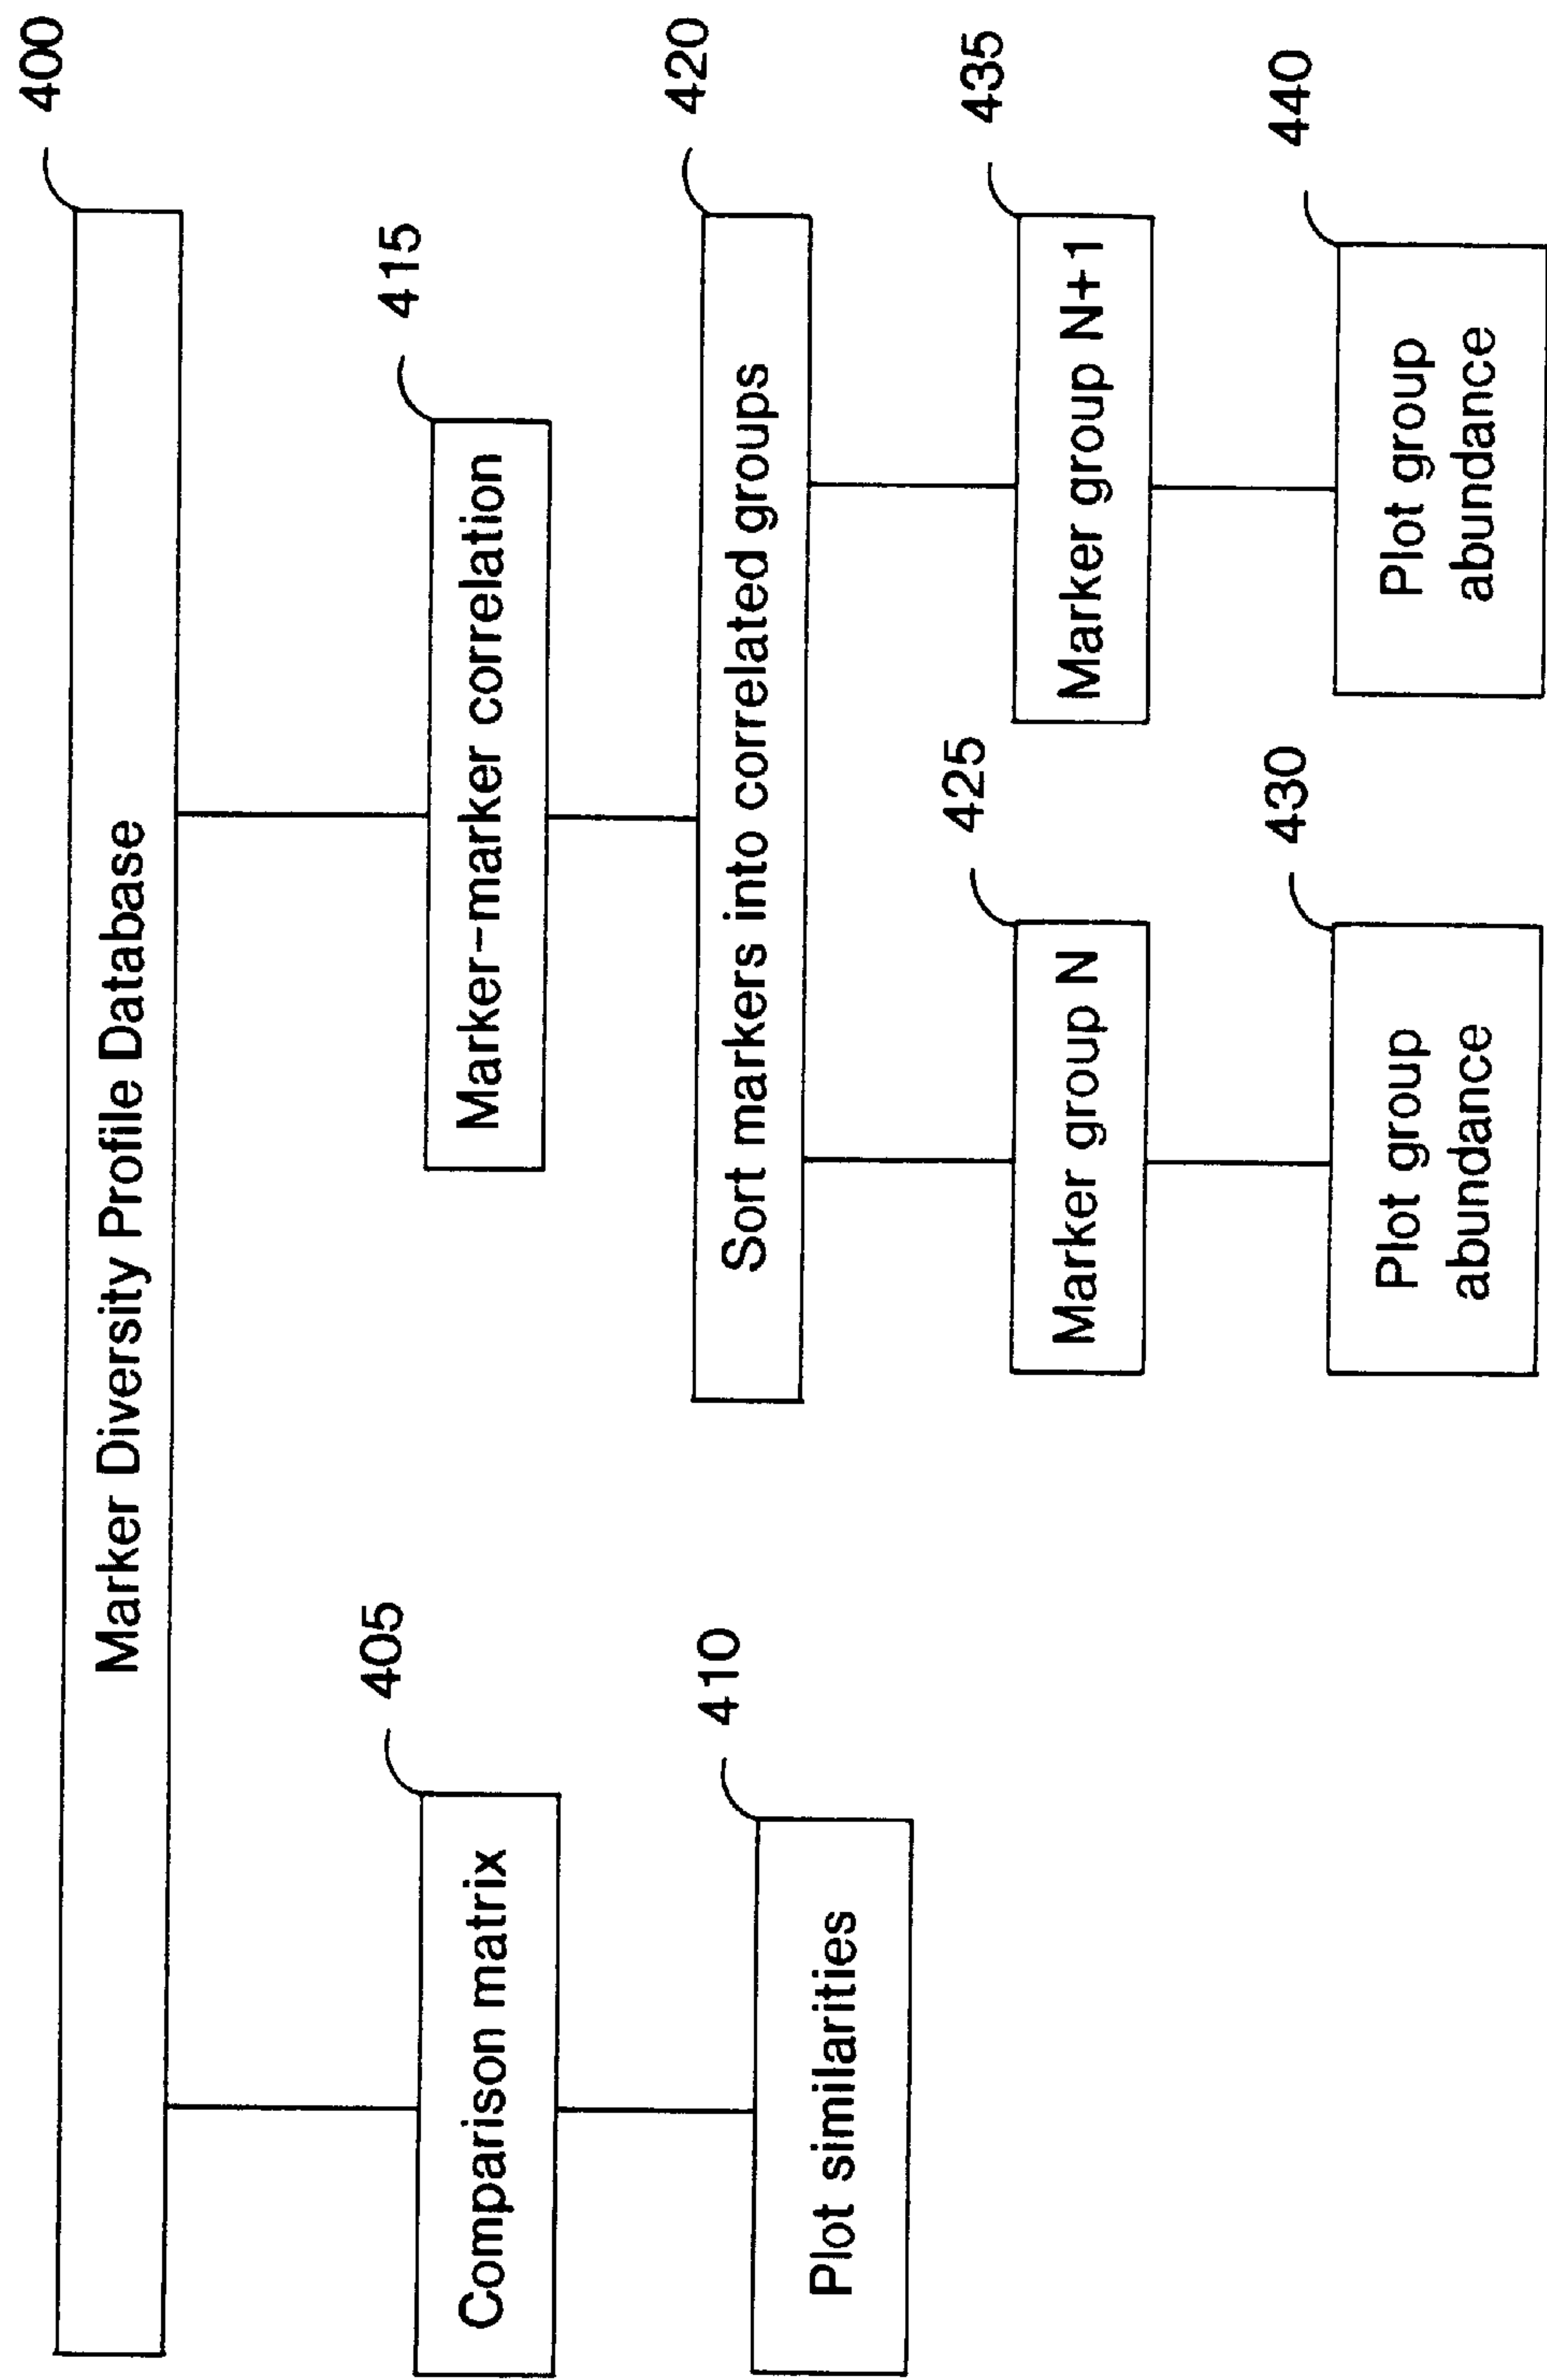 400
Marker Diversity Profile Database
405
Comparison matrix
410
Plot similarities
415
Marker-marker correlation
420
Sort markers into correlated groups
425
Marker group N
430
Plot group
abundance
435
Marker group N+1
440
Plot group
abundance